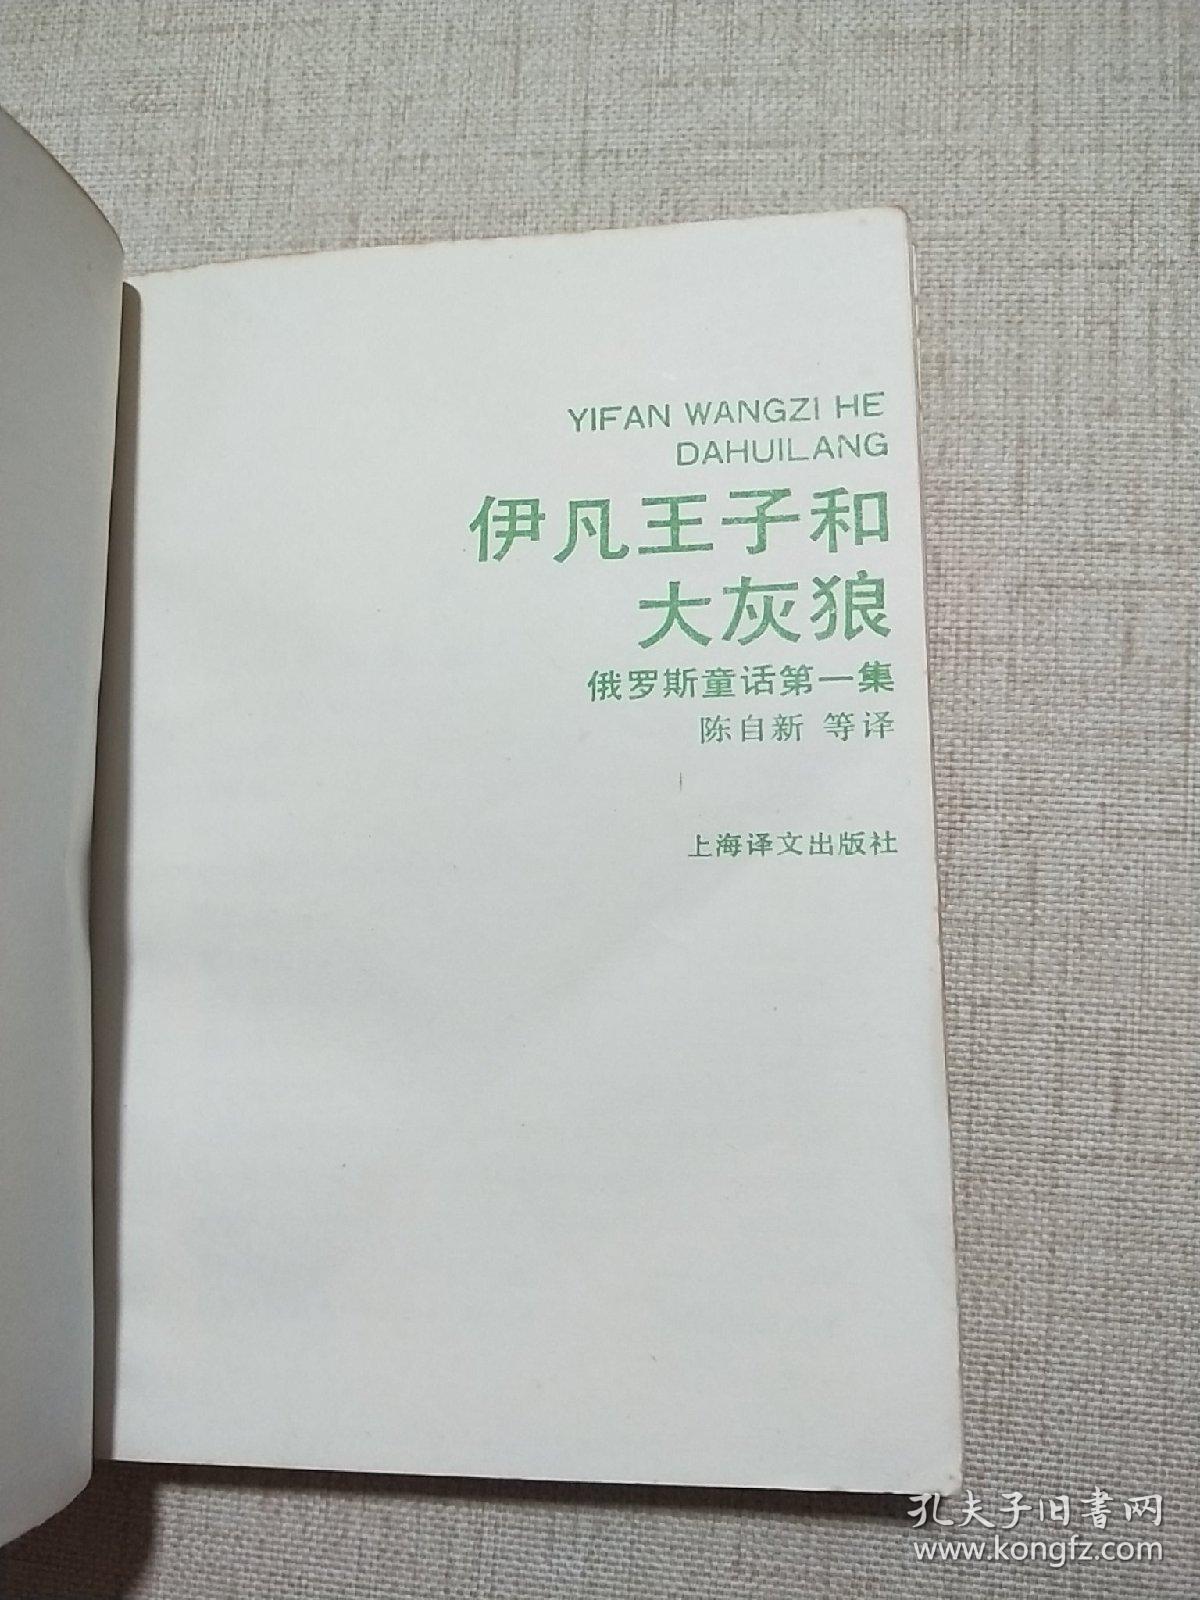 YIFAN WANGZI HE
DAHUILANG
伊凡王子和
大灰狼
俄罗斯童话第一集
陈自新 等译
上海译文出版社
孔夫子旧书网
www.kongfz.com